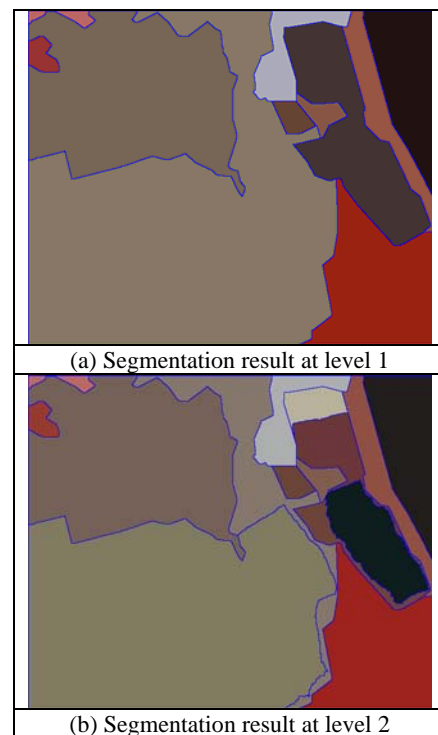 (a) Segmentation result at level 1
(b) Segmentation result at level 2